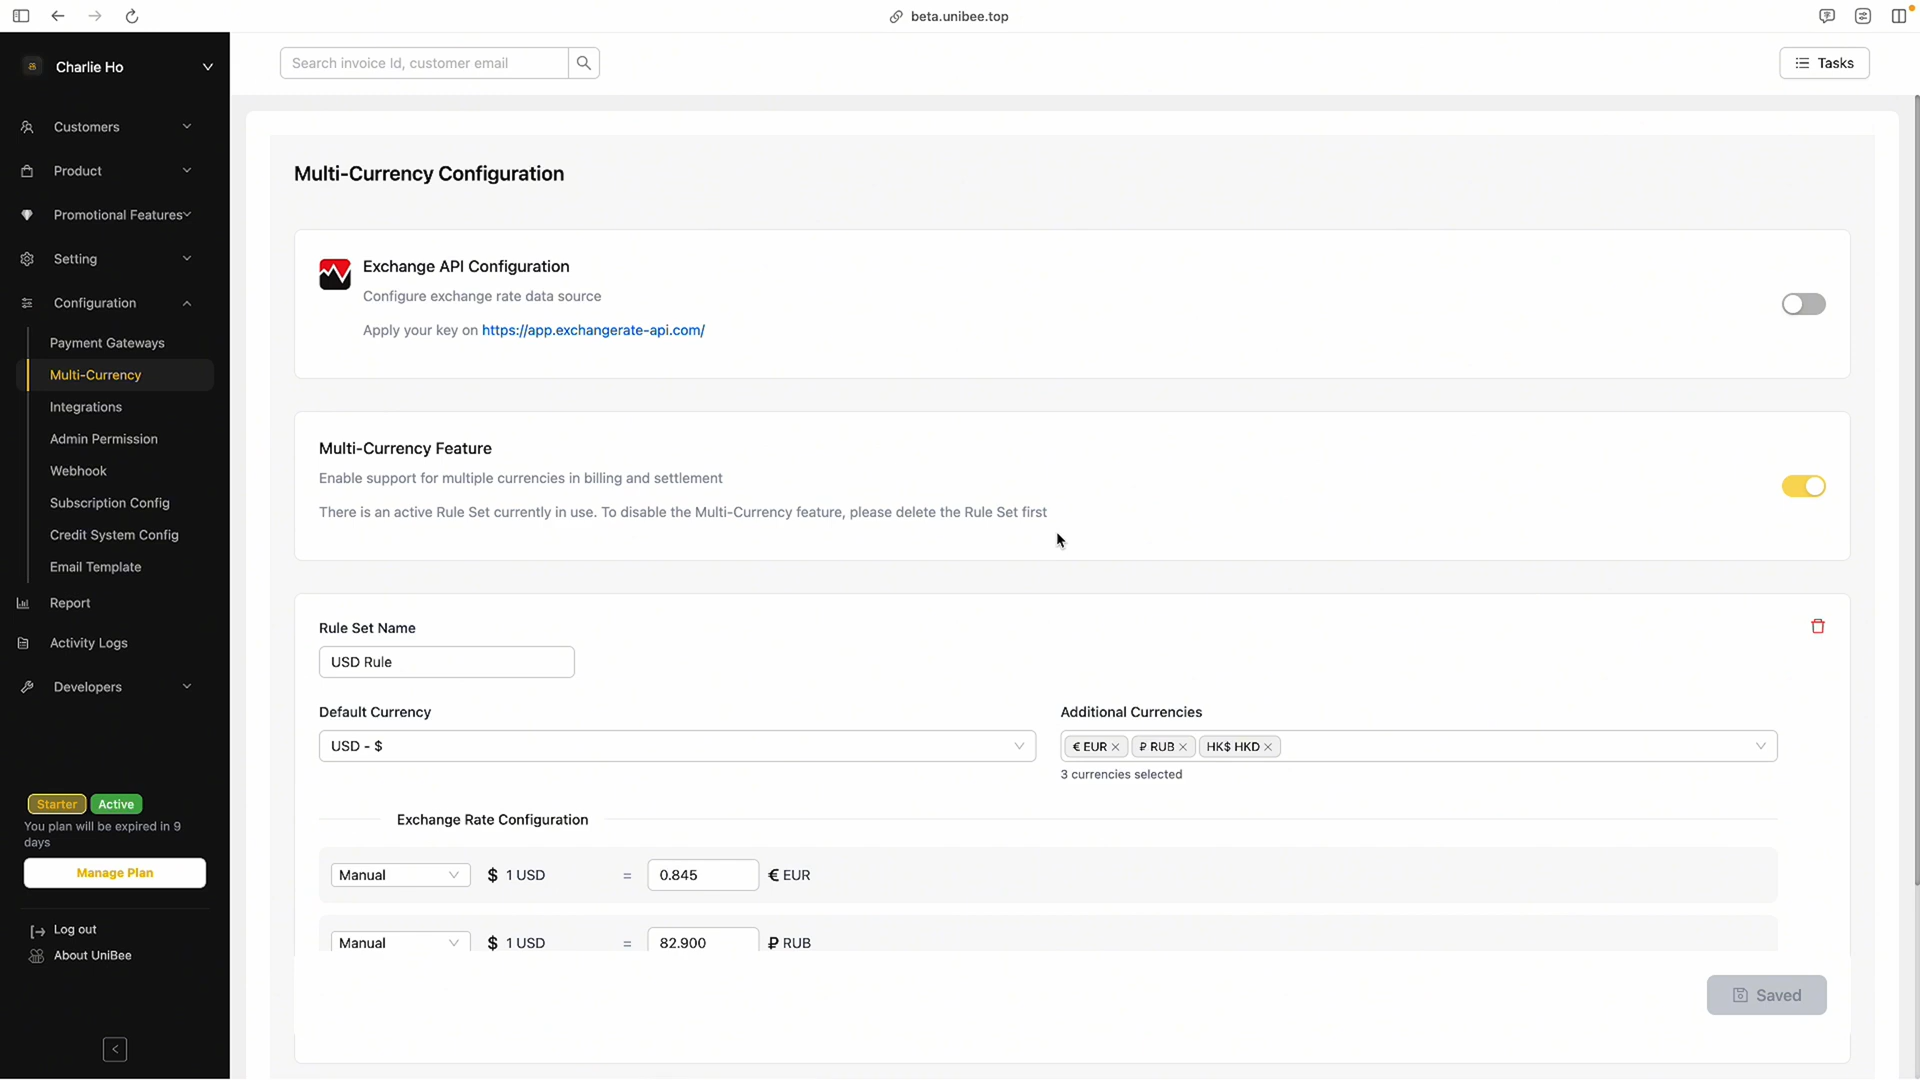 beta.unibee.top
Charlie Ho
Search invoice Id, customer email
Tasks
Customers
Product
Promotional Features
Setting
Configuration
Payment Gateways
Multi-Currency
Integrations
Admin Permission
Webhook
Subscription Config
Credit System Config
Email Template
Report
Activity Logs
Developers
Starter Active
You plan will be expired in 9
days
Manage Plan
Log out
About UniBee
<
Multi-Currency Configuration
Exchange API Configuration
Configure exchange rate data source
Apply your key on https://app.exchangerate-api.com/
Multi-Currency Feature
Enable support for multiple currencies in billing and settlement
There is an active Rule Set currently in use. To disable the Multi-Currency feature, please delete the Rule Set first
Rule Set Name
USD Rule
Default Currency
Additional Currencies
USD - $
€ EUR × ₽ RUB × HK$ HKD ×
3 currencies selected
Exchange Rate Configuration
Manual $ 1 USD = 0.845 € EUR
Manual $ 1 USD = 82.900 ₽ RUB
Saved